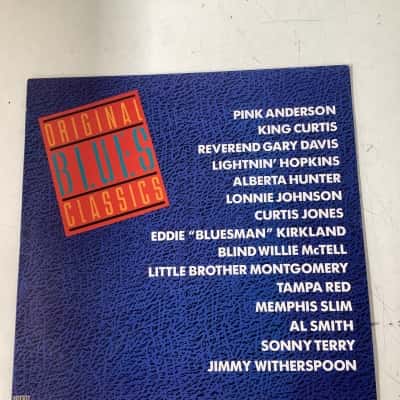 ORIGINAL
BLUES
CLASSICS
PINK ANDERSON
KING CURTIS
REVEREND GARY DAVIS
LIGHTNIN' HOPKINS
ALBERTA HUNTER
LONNIE JOHNSON
CURTIS JONES
EDDIE "BLUESMAN" KIRKLAND
BLIND WILLIE McTELL
LITTLE BROTHER MONTGOMERY
TAMPA RED
MEMPHIS SLIM
AL SMITH
SONNY TERRY
JIMMY WITHERSPOON